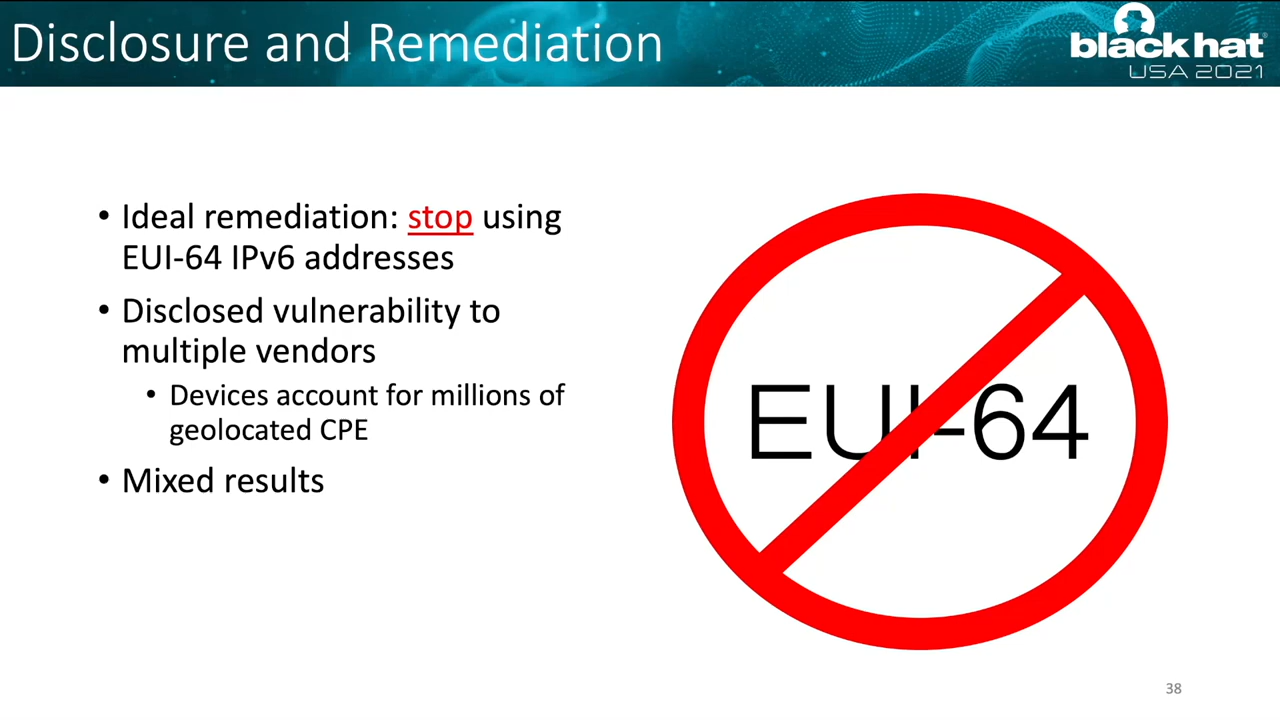 Disclosure and Remediation
black hat
USA 2021
• Ideal remediation: stop using
EUI-64 IPv6 addresses
• Disclosed vulnerability to
multiple vendors
• Devices account for millions of
geolocated CPE
• Mixed results
EUI-64
38